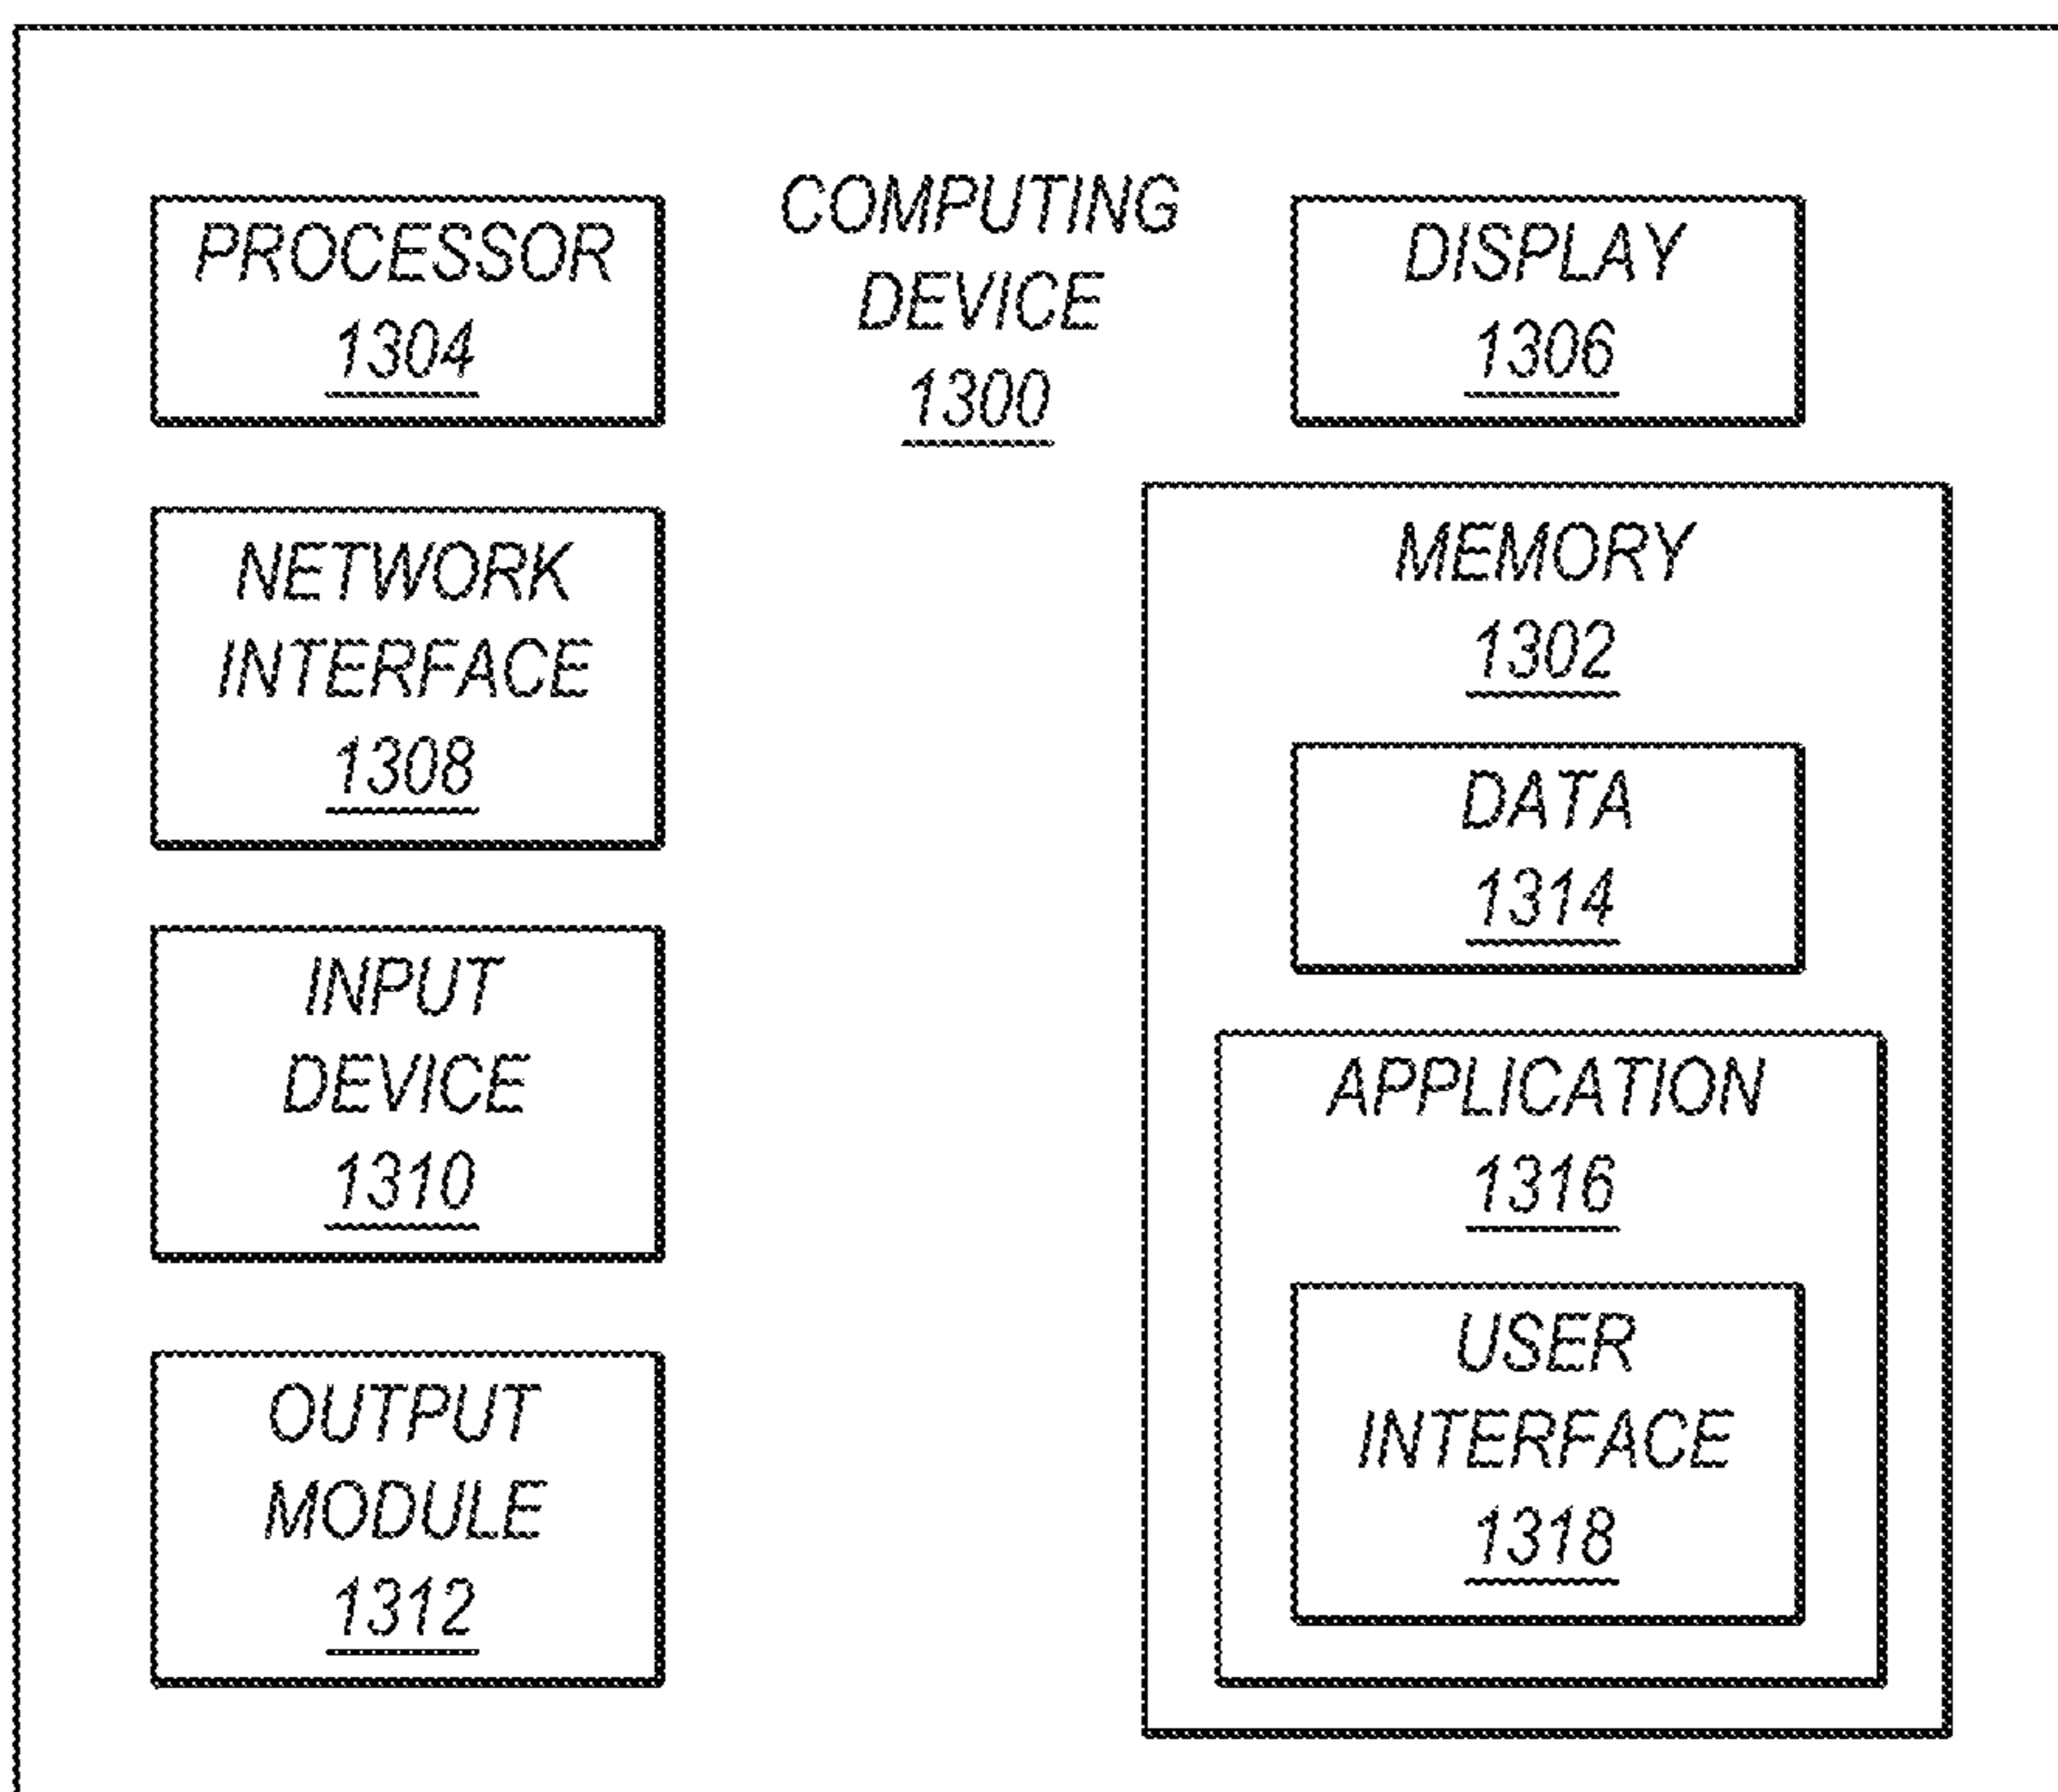 COMPUTING
DEVICE
1300
PROCESSOR
1304
NETWORK
INTERFACE
1308
INPUT
DEVICE
1310
OUTPUT
MODULE
1312
DISPLAY
1306
MEMORY
1302
DATA
1314
APPLICATION
1316
USER
INTERFACE
1318